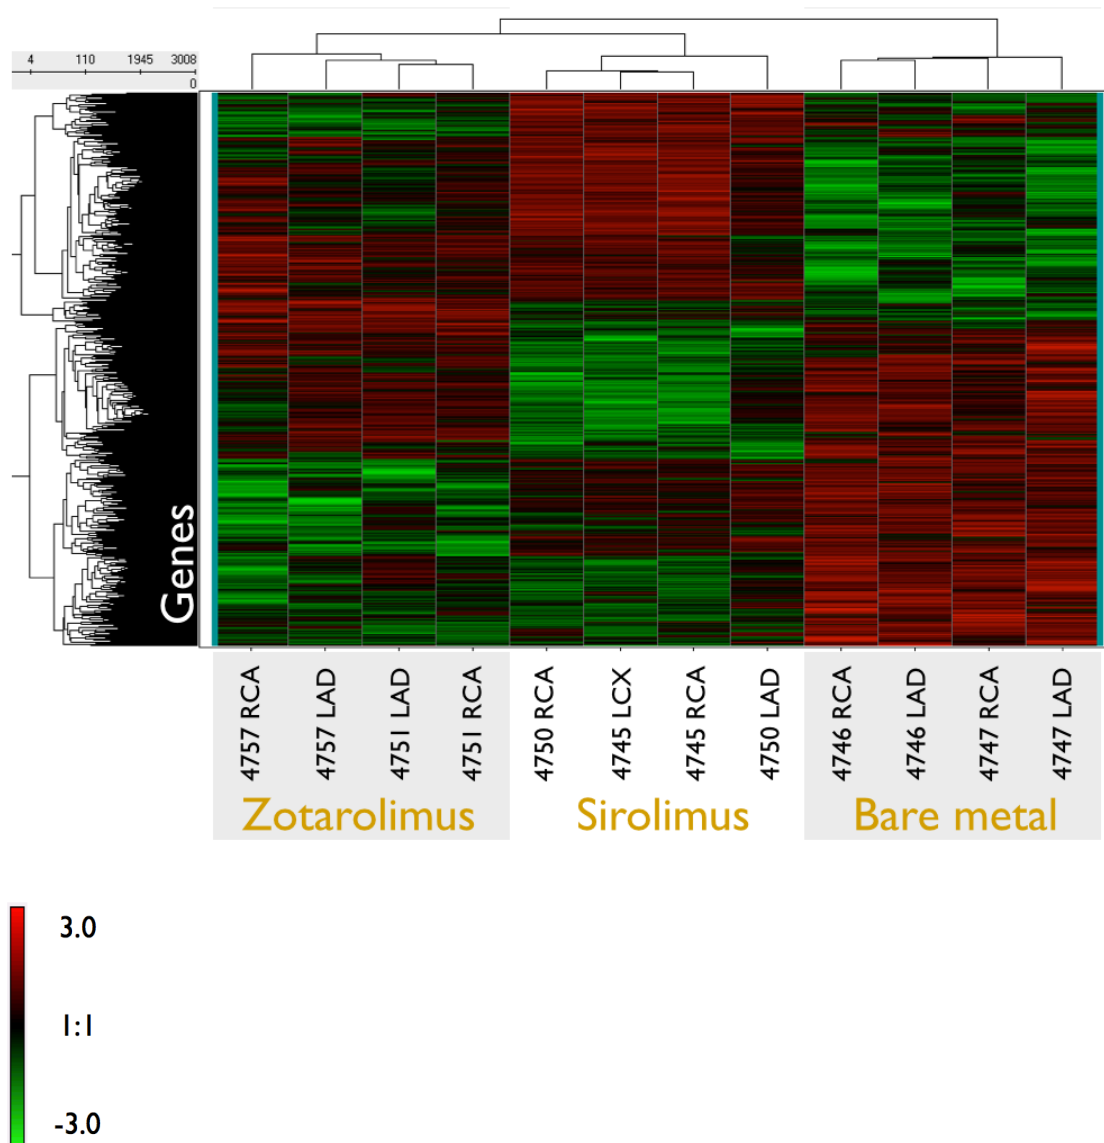 4 110 1945 3008
0
Genes
4757 RCA
4757 LAD
4751 LAD
4751 RCA
4750 RCA
4745 LCX
4745 RCA
4750 LAD
4746 RCA
4746 LAD
4747 RCA
4747 LAD
Zotarolimus Sirolimus Bare metal
3.0
1:1
-3.0